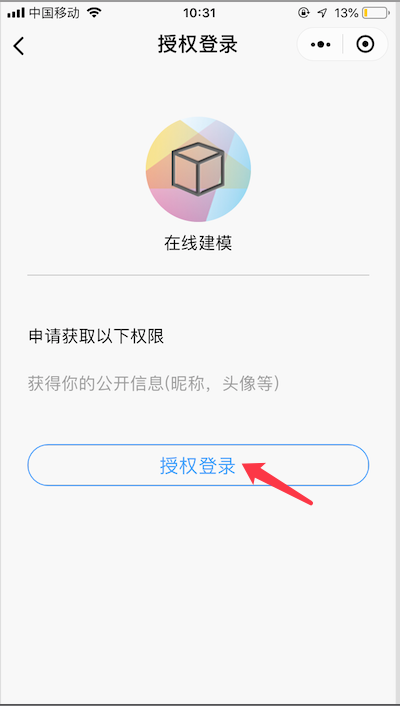 中国移动
10:31
13%
授权登录
在线建模
申请获取以下权限
获得你的公开信息(昵称，头像等)
授权登录